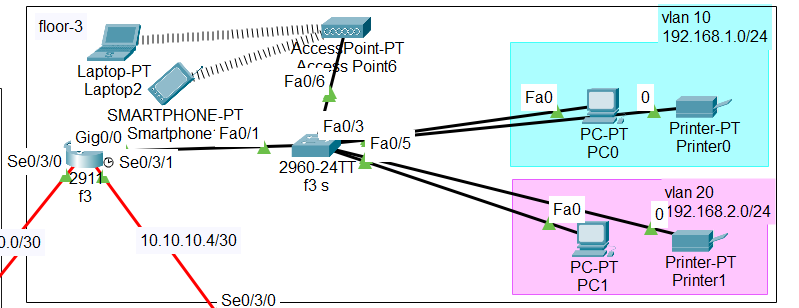 floor-3
vlan 10
192.168.1.0/24
AccessPoint-PT
Access Point6
Laptop-PT
Laptop2
Fa0/6
SMARTPHONE-PT
Smartphone
Fa0/1
Fa0/3
Fa0/5
Gig0/0
Se0/3/0
Se0/3/1
2911
f3
2960-24TT
f3 s
Fa0
0
PC-PT
PC0
Printer-PT
Printer0
vlan 20
192.168.2.0/24
Fa0
0
PC-PT
PC1
Printer-PT
Printer1
0.0/30
10.10.10.4/30
Se0/3/0